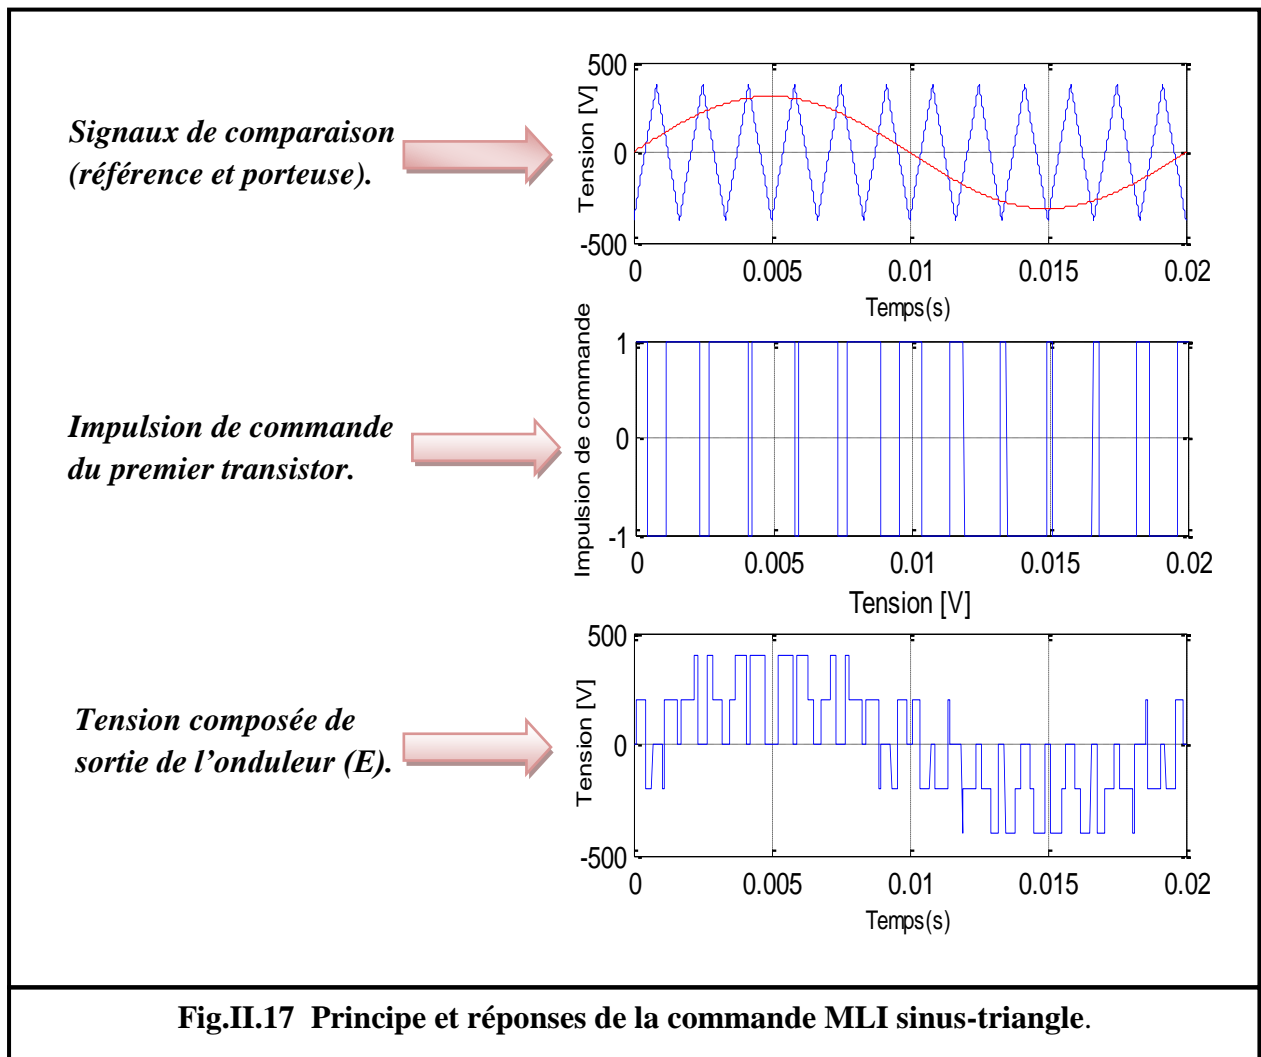 Signaux de comparaison
(référence et porteuse).
Tension [V]
500
0
-500
0 0.005 0.01 0.015 0.02
Temps(s)
Impulsion de commande
du premier transistor.
Impulsion de commande
1
0
-1
0 0.005 0.01 0.015 0.02
Tension [V]
Tension composée de
sortie de l'onduleur (E).
Tension [V]
500
0
-500
0 0.005 0.01 0.015 0.02
Temps(s)
Fig.II.17 Principe et réponses de la commande MLI sinus-triangle.